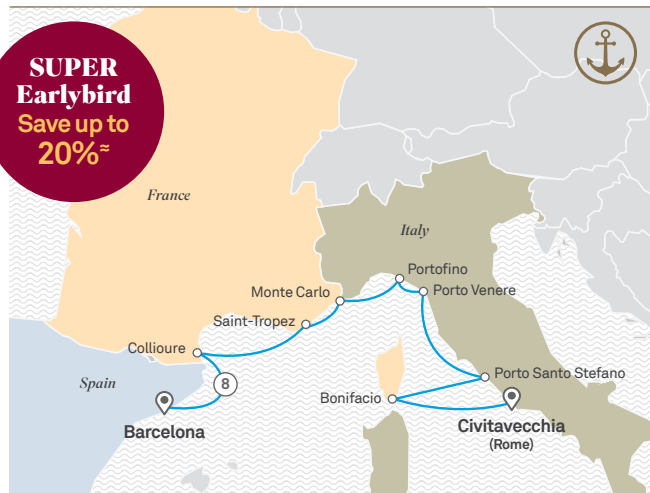 SUPER
Earlybird
Save up to
20%≈
France
Italy
Portofino
Monte Carlo
Porto Venere
Saint-Tropez
Collioure
Spain
8
Porto Santo Stefano
Bonifacio
Barcelona
Civitavecchia
(Rome)